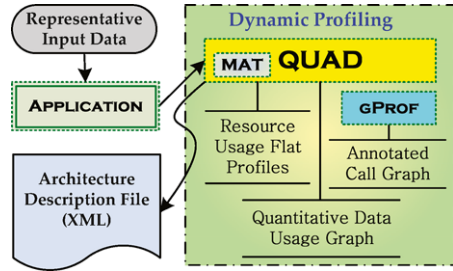 Representative
Input Data
Dynamic Profiling
MAT QUAD
APPLICATION
gPROF
Resource
Usage Flat
Profiles
Annotated
Call Graph
Architecture
Description File
(XML)
Quantitative Data
Usage Graph